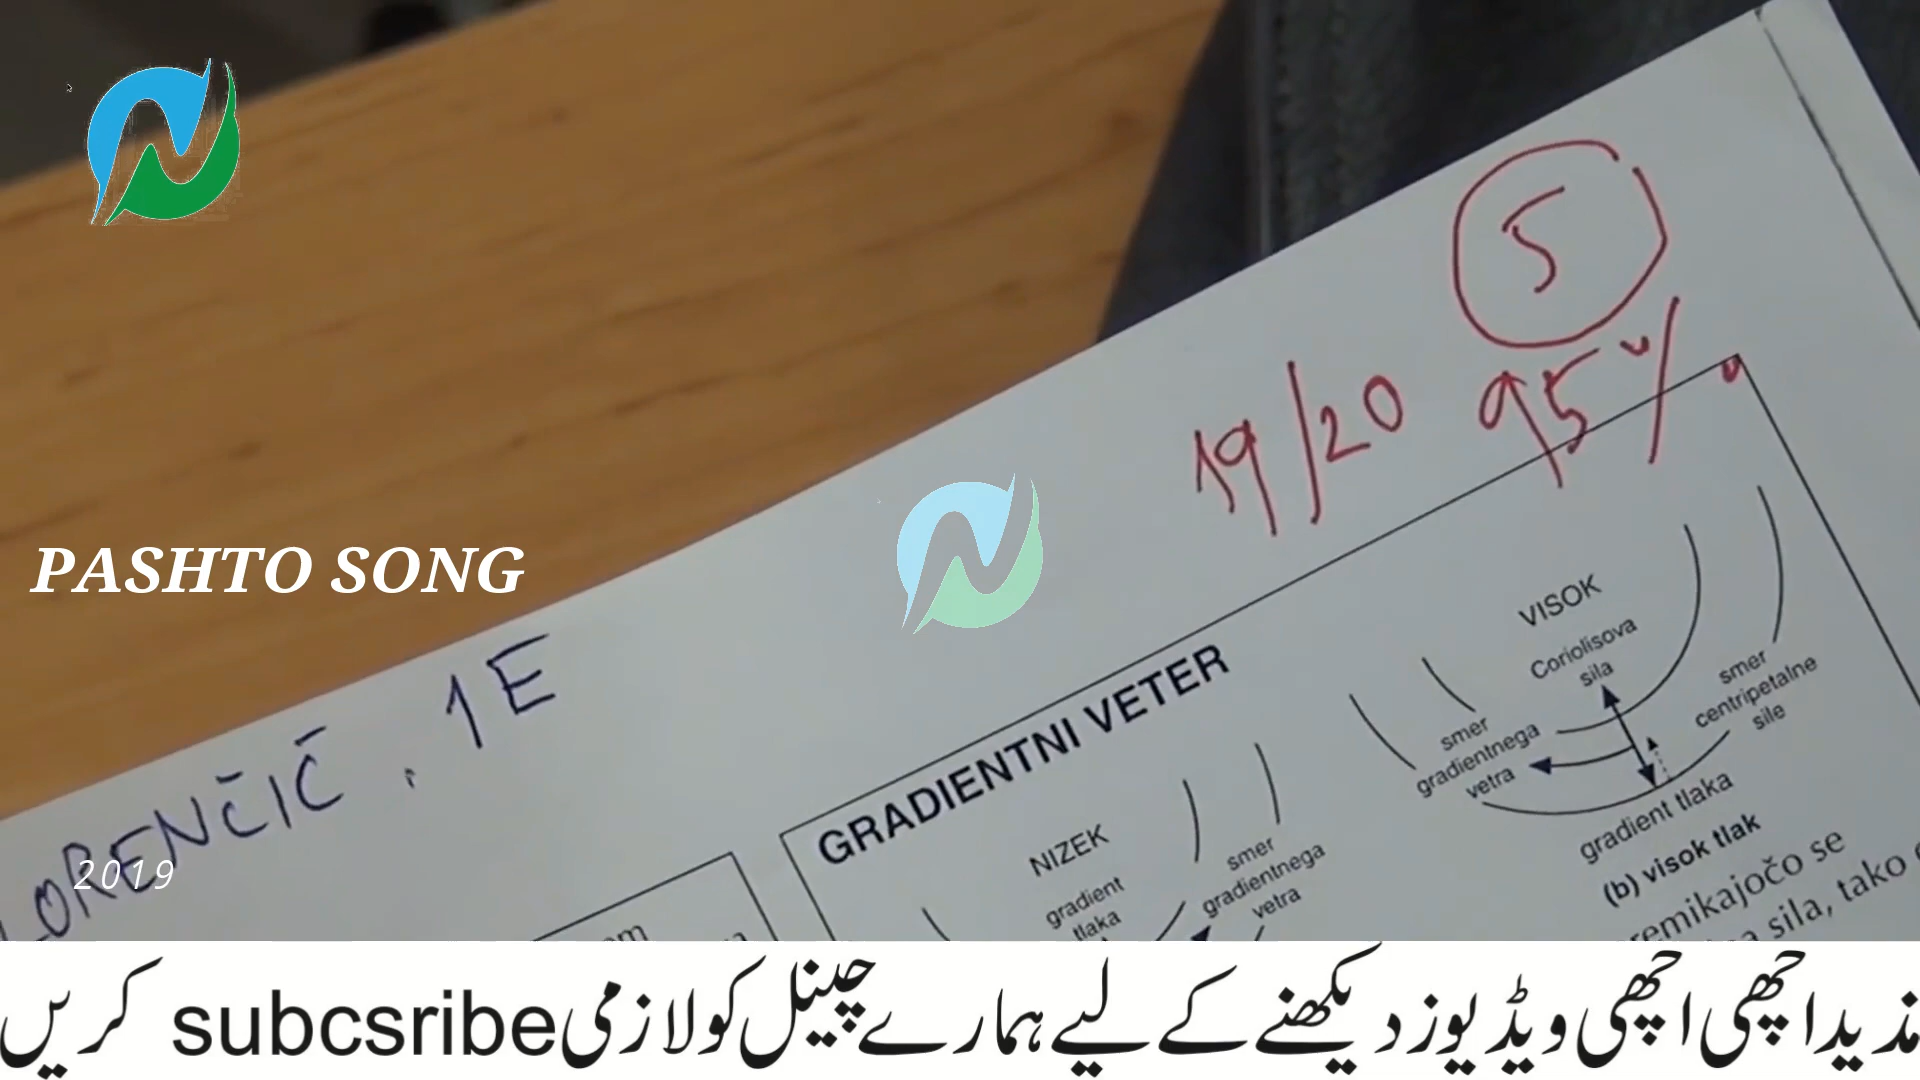 5
19/20 95%
PASHTO SONG
LORENČIČ, 1E
2019
GRADIENTNI VETER
VISOK
Coriolisova
sila
smer
centripetalne
sile
smer
gradientnega
vetra
gradient tlaka
(b) visok tlak
NIZEK
gradient
tlaka
smer
gradientnega
vetra
sila, tako
مذید اچھی اچھی ویڈیوز دیکھنے کے لیے ہمارے چینل کو لازمی subcsribe کریں